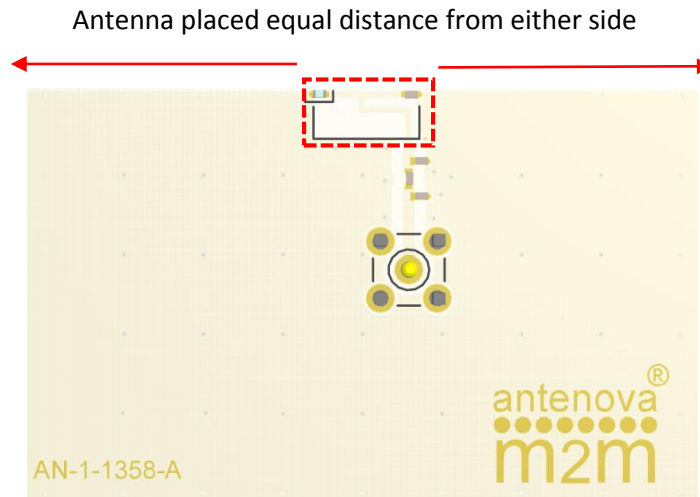 Antenna placed equal distance from either side
antenova®
m2m
AN-1-1358-A